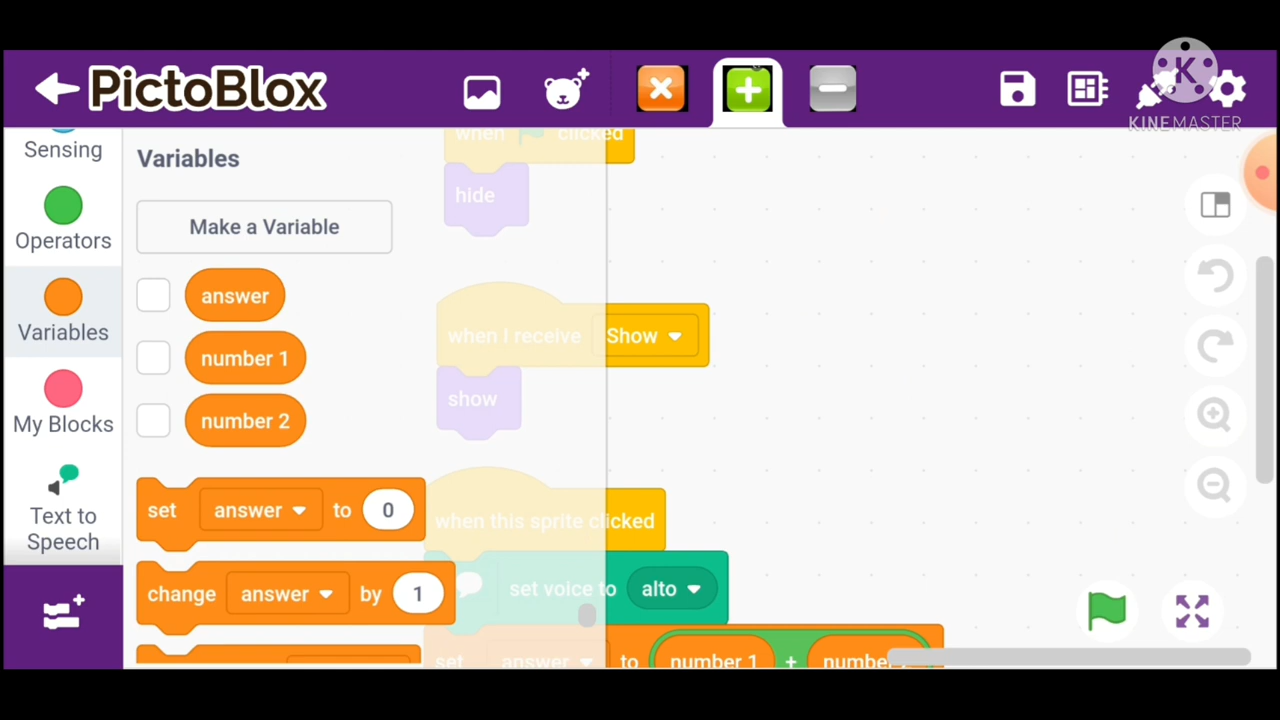 PictoBlox
K
KINEMASTER
Sensing
Operators
Variables
My Blocks
Text to
Speech
Variables
Make a Variable
answer
number 1
number 2
set answer to 0
change answer by 1
when clicked
hide
when I receive Show
show
when this sprite clicked
set voice to alto
set answer to number 1 + number